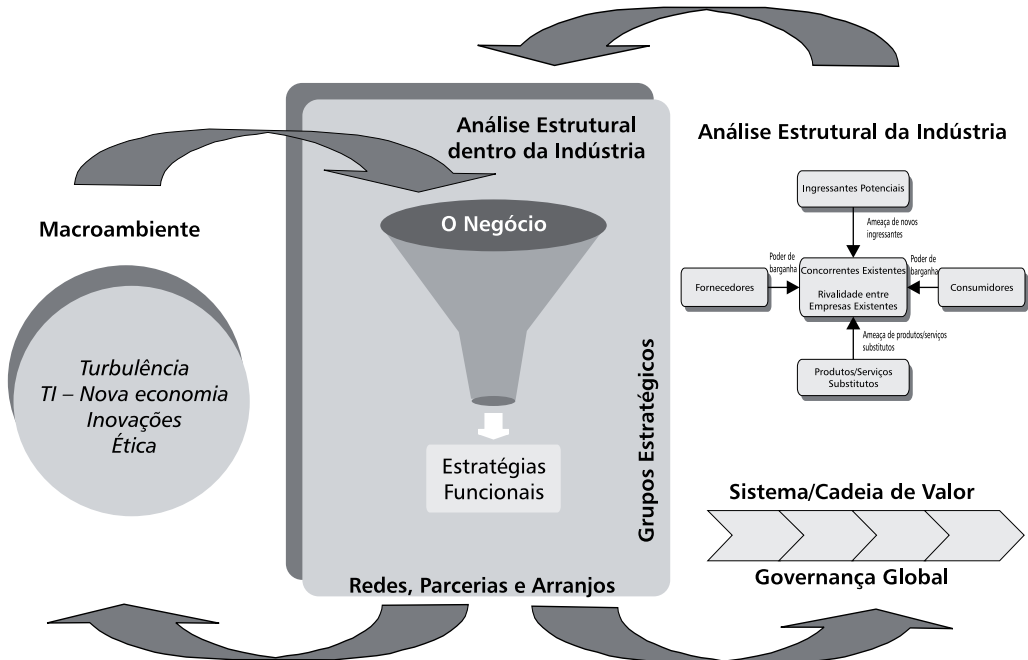 Macroambiente
Turbulência
TI – Nova economia
Inovações
Ética
Análise Estrutural
dentro da Indústria
O Negócio
Estratégias
Funcionais
Grupos Estratégicos
Redes, Parcerias e Arranjos
Análise Estrutural da Indústria
Ingressantes Potenciais
Ameaça de novos
ingressantes
Poder de
barganha
Fornecedores
Concorrentes Existentes
Rivalidade entre
Empresas Existentes
Poder de
barganha
Consumidores
Ameaça de produtos/serviços
substitutos
Produtos/Serviços
Substitutos
Sistema/Cadeia de Valor
Governança Global